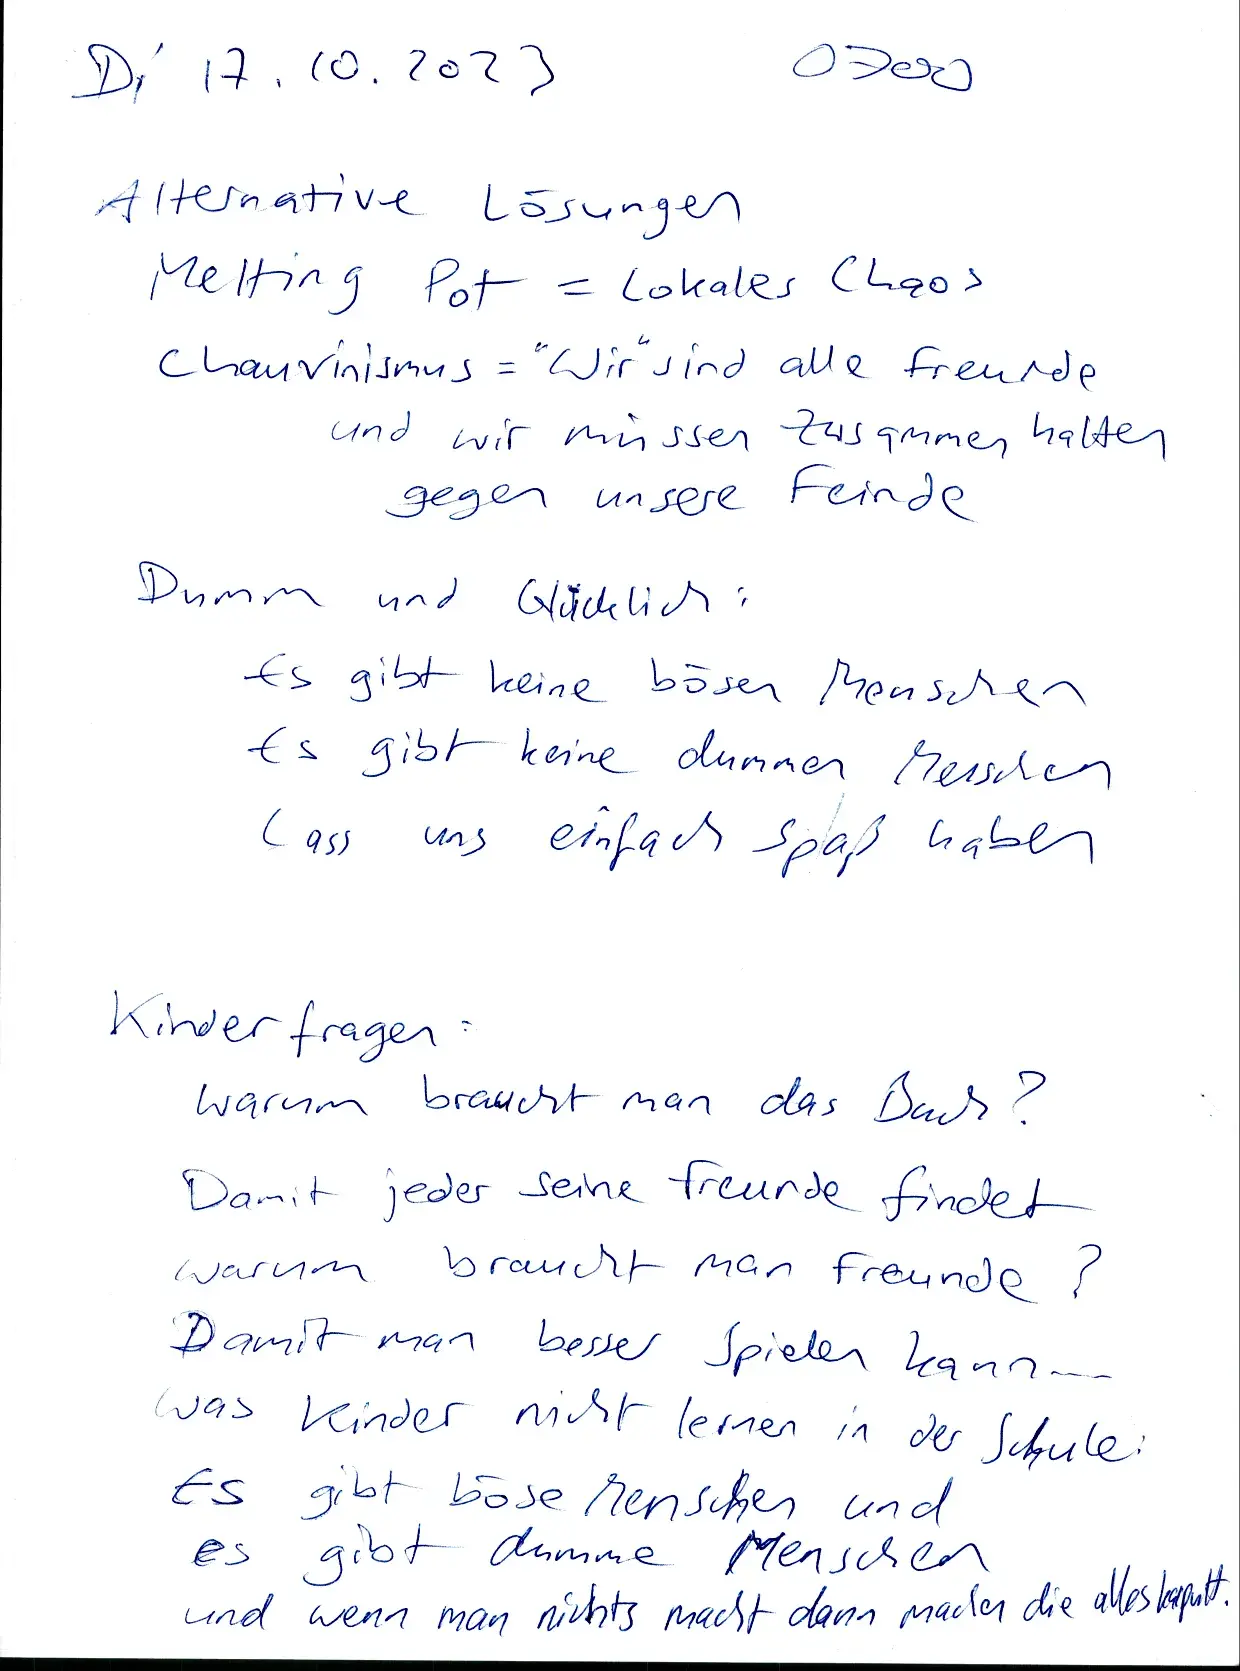 Di 17.10.2023 0700
Alternative Lösungen
Melting Pot = Lokales Chaos
Chauvinismus = "Wir" sind alle Freunde
und wir müssen zusammen halten
gegen unsere Feinde
Dumm und Glücklich:
Es gibt keine bösen Menschen
Es gibt keine dummen Menschen
Lass uns einfach Spaß haben
Kinderfragen:
warum braucht man das Buch?
Damit jeder seine Freunde findet
warum braucht man Freunde?
Damit man besser spielen kann...
was Kinder nicht lernen in der Schule:
Es gibt böse Menschen und
es gibt dumme Menschen
und wenn man nichts macht dann machen die alles kaputt.